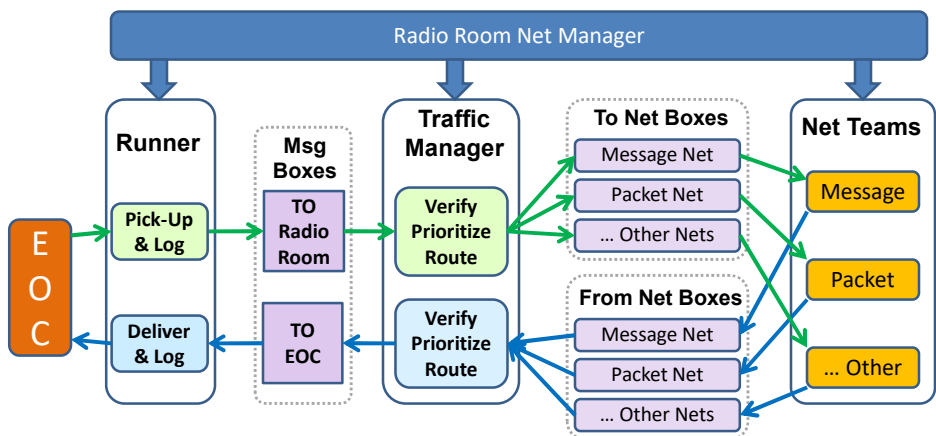 Radio Room Net Manager
Runner
Msg
Boxes
Traffic
Manager
To Net Boxes
Net Teams
Message Net
Packet Net
... Other Nets
E
O
C
Pick-Up
& Log
TO
Radio
Room
Verify
Prioritize
Route
Message
Packet
... Other
Deliver
& Log
TO
EOC
Verify
Prioritize
Route
From Net Boxes
Message Net
Packet Net
... Other Nets